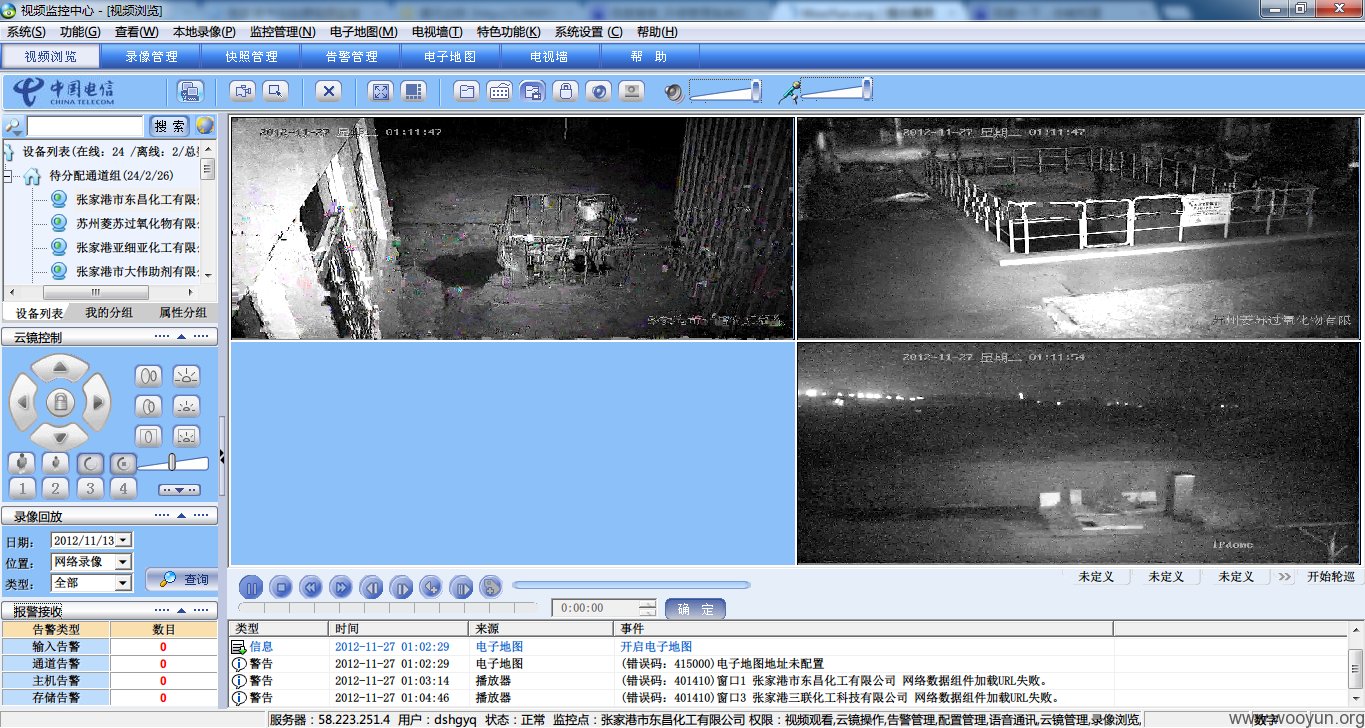 视频监控中心 - [视频浏览]
系统(S) 功能(G) 查看(W) 本地录像(P) 监控管理(N) 电子地图(M) 电视墙(T) 特色功能(K) 系统设置 (C) 帮助(H)
视频浏览 录像管理 快照管理 告警管理 电子地图 电视墙 帮 助
中国电信
CHINA TELECOM
搜 索
设备列表(在线: 24 /离线: 2/总
待分配通道组(24/2/26)
张家港市东昌化工有限
苏州菱苏过氧化物有限
张家港亚细亚化工有限
张家港市大伟助剂有限
设备列表 我的分组 属性分组
云镜控制
1 2 3 4
录像回放
日期: 2012/11/13
位置: 网络录像
类型: 全部
查询
报警接收
告警类型 数目
输入告警 0
通道告警 0
主机告警 0
存储告警 0
2012-11-27 星期二 01:11:47
2012-11-27 星期二 01:11:47
苏州菱苏过氧化物有限
2012-11-27 星期二 01:11:54
IPdome
未定义 未定义 未定义 >> 开始轮巡
0:00:00 确 定
类型 时间 来源 事件
信息 2012-11-27 01:02:29 电子地图 开启电子地图
警告 2012-11-27 01:02:29 电子地图 (错误码: 415000)电子地图地址未配置
警告 2012-11-27 01:03:14 播放器 (错误码: 401410)窗口1 张家港市东昌化工有限公司 网络数据组件加载URL失败。
警告 2012-11-27 01:04:46 播放器 (错误码: 401410)窗口3 张家港三联化工科技有限公司 网络数据组件加载URL失败。
服务器: 58.223.251.4 用户: dshgyq 状态: 正常 监控点: 张家港市东昌化工有限公司 权限: 视频观看,云镜操作,告警管理,配置管理,语音通讯,云镜管理,录像浏览, 数字
www.wooyun.org